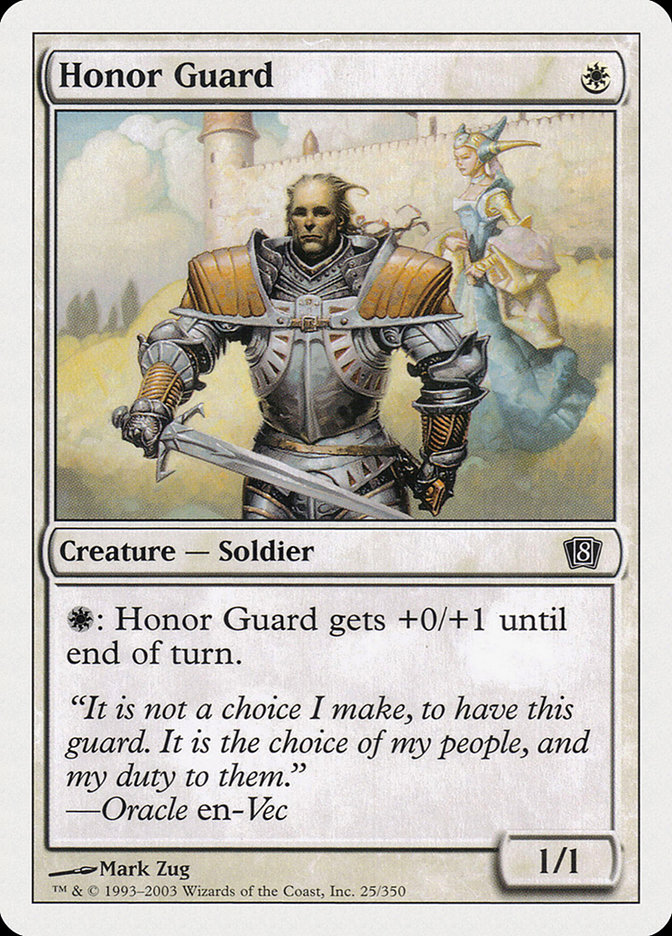 Honor Guard
Creature — Soldier
8
: Honor Guard gets +0/+1 until
end of turn.
“It is not a choice I make, to have this
guard. It is the choice of my people, and
my duty to them.”
—Oracle en-Vec
1/1
Mark Zug
™ & © 1993–2003 Wizards of the Coast, Inc. 25/350